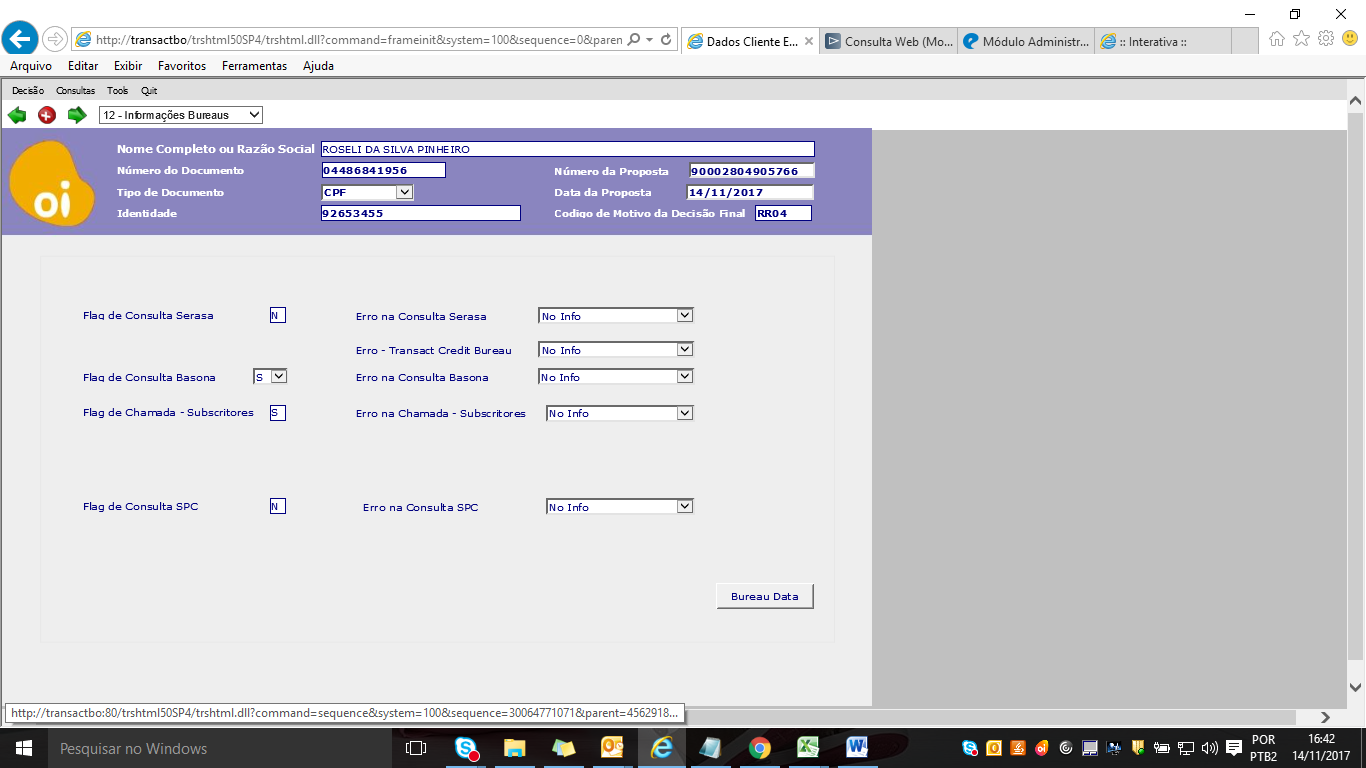 http://transactbo/trshtml50SP4/trshtml.dll?command=frameinit&system=100&sequence=0&paren
Dados Cliente E...
Consulta Web (Mo...
Módulo Administr...
:: Interativa ::
Arquivo Editar Exibir Favoritos Ferramentas Ajuda
Decisão Consultas Tools Quit
12 - Informações Bureaus
oi
Nome Completo ou Razão Social ROSELI DA SILVA PINHEIRO
Número do Documento 04486841956 Número da Proposta 90002804905766
Tipo de Documento CPF Data da Proposta 14/11/2017
Identidade 92653455 Codigo de Motivo da Decisão Final RR04
Flag de Consulta Serasa N Erro na Consulta Serasa No Info
Erro - Transact Credit Bureau No Info
Flag de Consulta Basona S Erro na Consulta Basona No Info
Flag de Chamada - Subscritores S Erro na Chamada - Subscritores No Info
Flag de Consulta SPC N Erro na Consulta SPC No Info
Bureau Data
http://transactbo:80/trshtml50SP4/trshtml.dll?command=sequence&system=100&sequence=30064771071&parent=4562918...
Pesquisar no Windows
POR
PTB2
16:42
14/11/2017